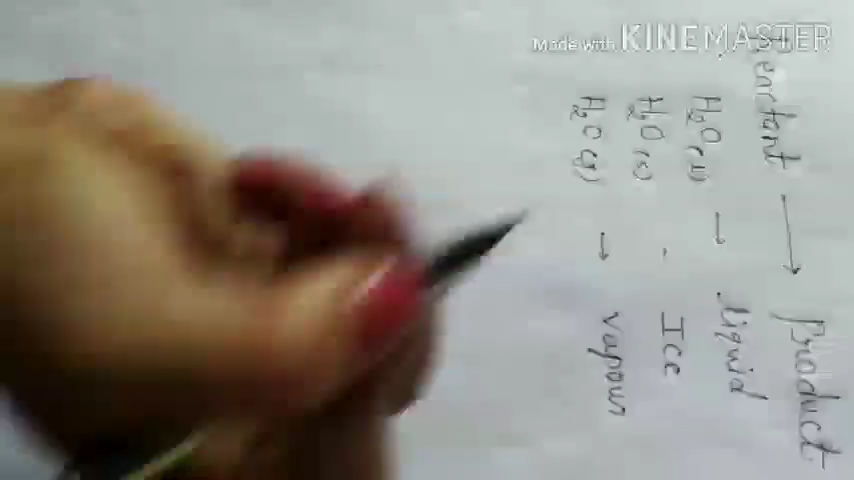 Made with KINEMASTER
Reactant → Product
H₂O (l) → liquid
H₂O (s) - Ice
H₂O (g) → vapour